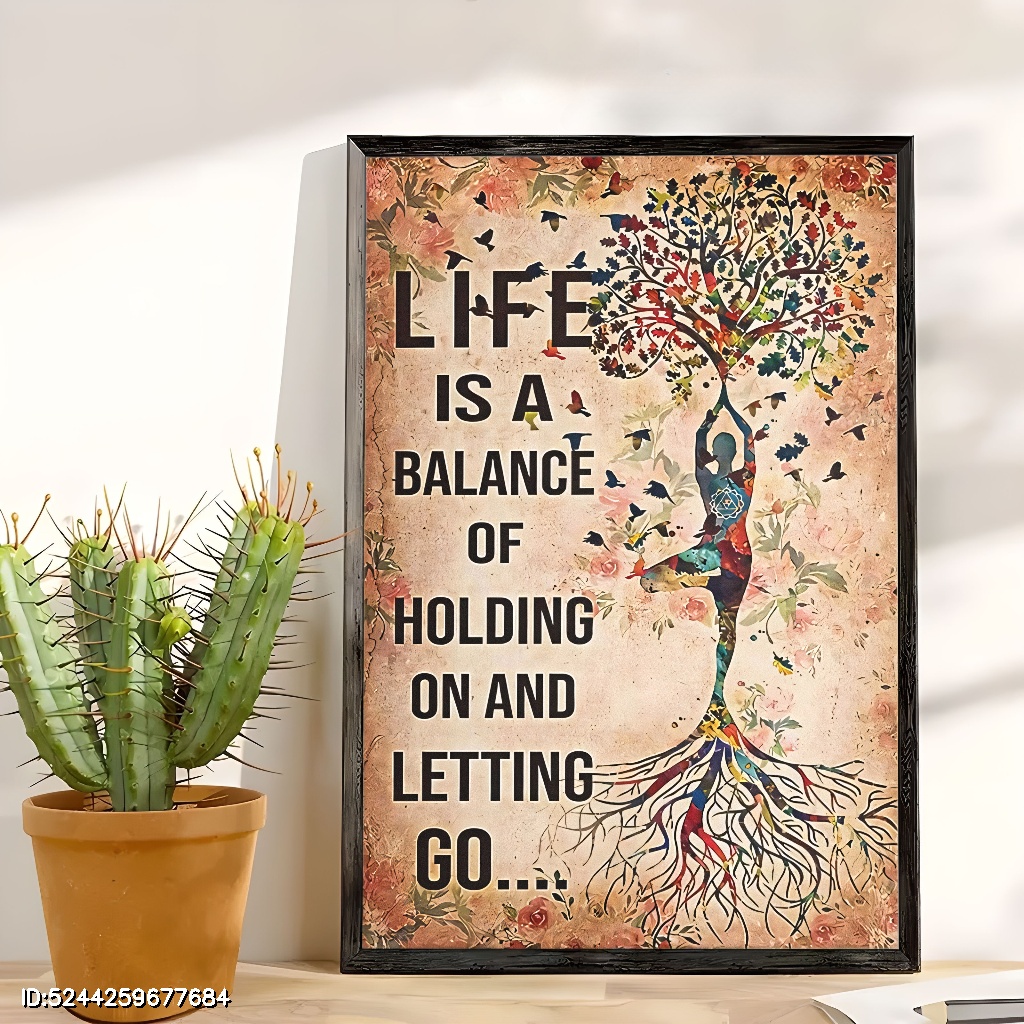 LIFE
IS A
BALANCE
OF
HOLDING
ON AND
LETTING
GO....
ID:5244259677684